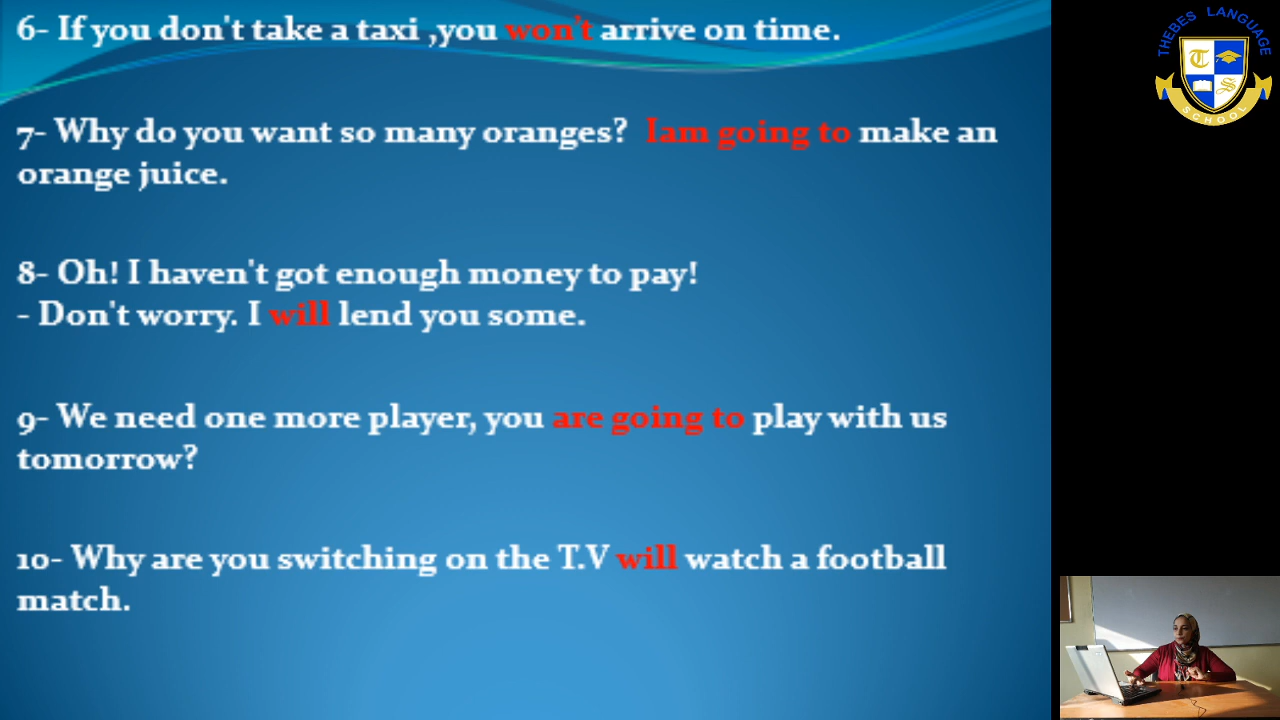 6- If you don't take a taxi ,you won't arrive on time.
7- Why do you want so many oranges? Iam going to make an
orange juice.
8- Oh! I haven't got enough money to pay!
- Don't worry. I will lend you some.
9- We need one more player, you are going to play with us
tomorrow?
10- Why are you switching on the T.V will watch a football
match.
THEBES LANGUAGE
T
S
SCHOOL